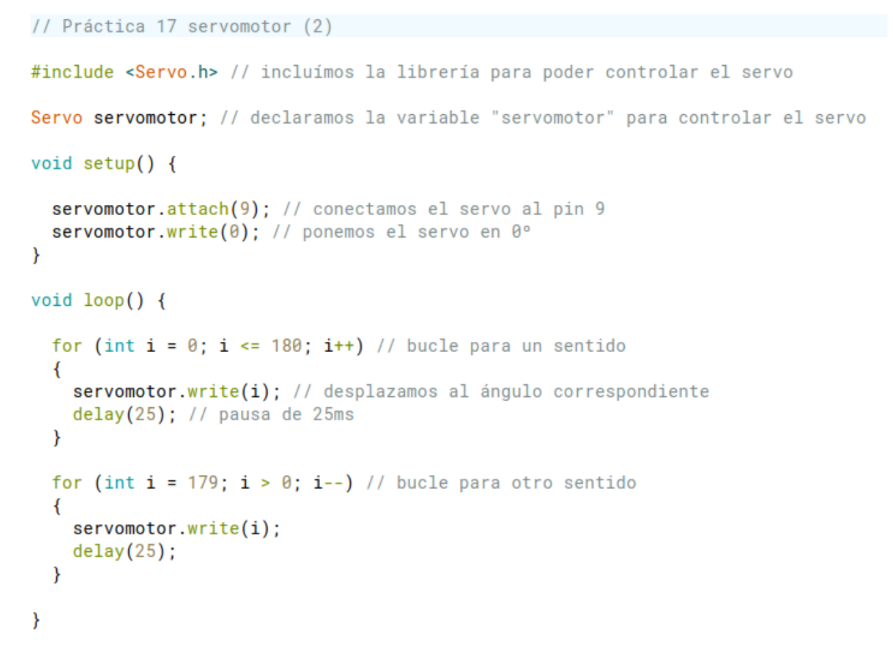 // Práctica 17 servomotor (2)
#include <Servo.h> // incluímos la librería para poder controlar el servo
Servo servomotor; // declaramos la variable "servomotor" para controlar el servo
void setup() {
servomotor.attach(9); // conectamos el servo al pin 9
servomotor.write(0); // ponemos el servo en 0º
}
void loop() {
for (int i = 0; i <= 180; i++) // bucle para un sentido
{
servomotor.write(i); // desplazamos al ángulo correspondiente
delay(25); // pausa de 25ms
}
for (int i = 179; i > 0; i--) // bucle para otro sentido
{
servomotor.write(i);
delay(25);
}
}